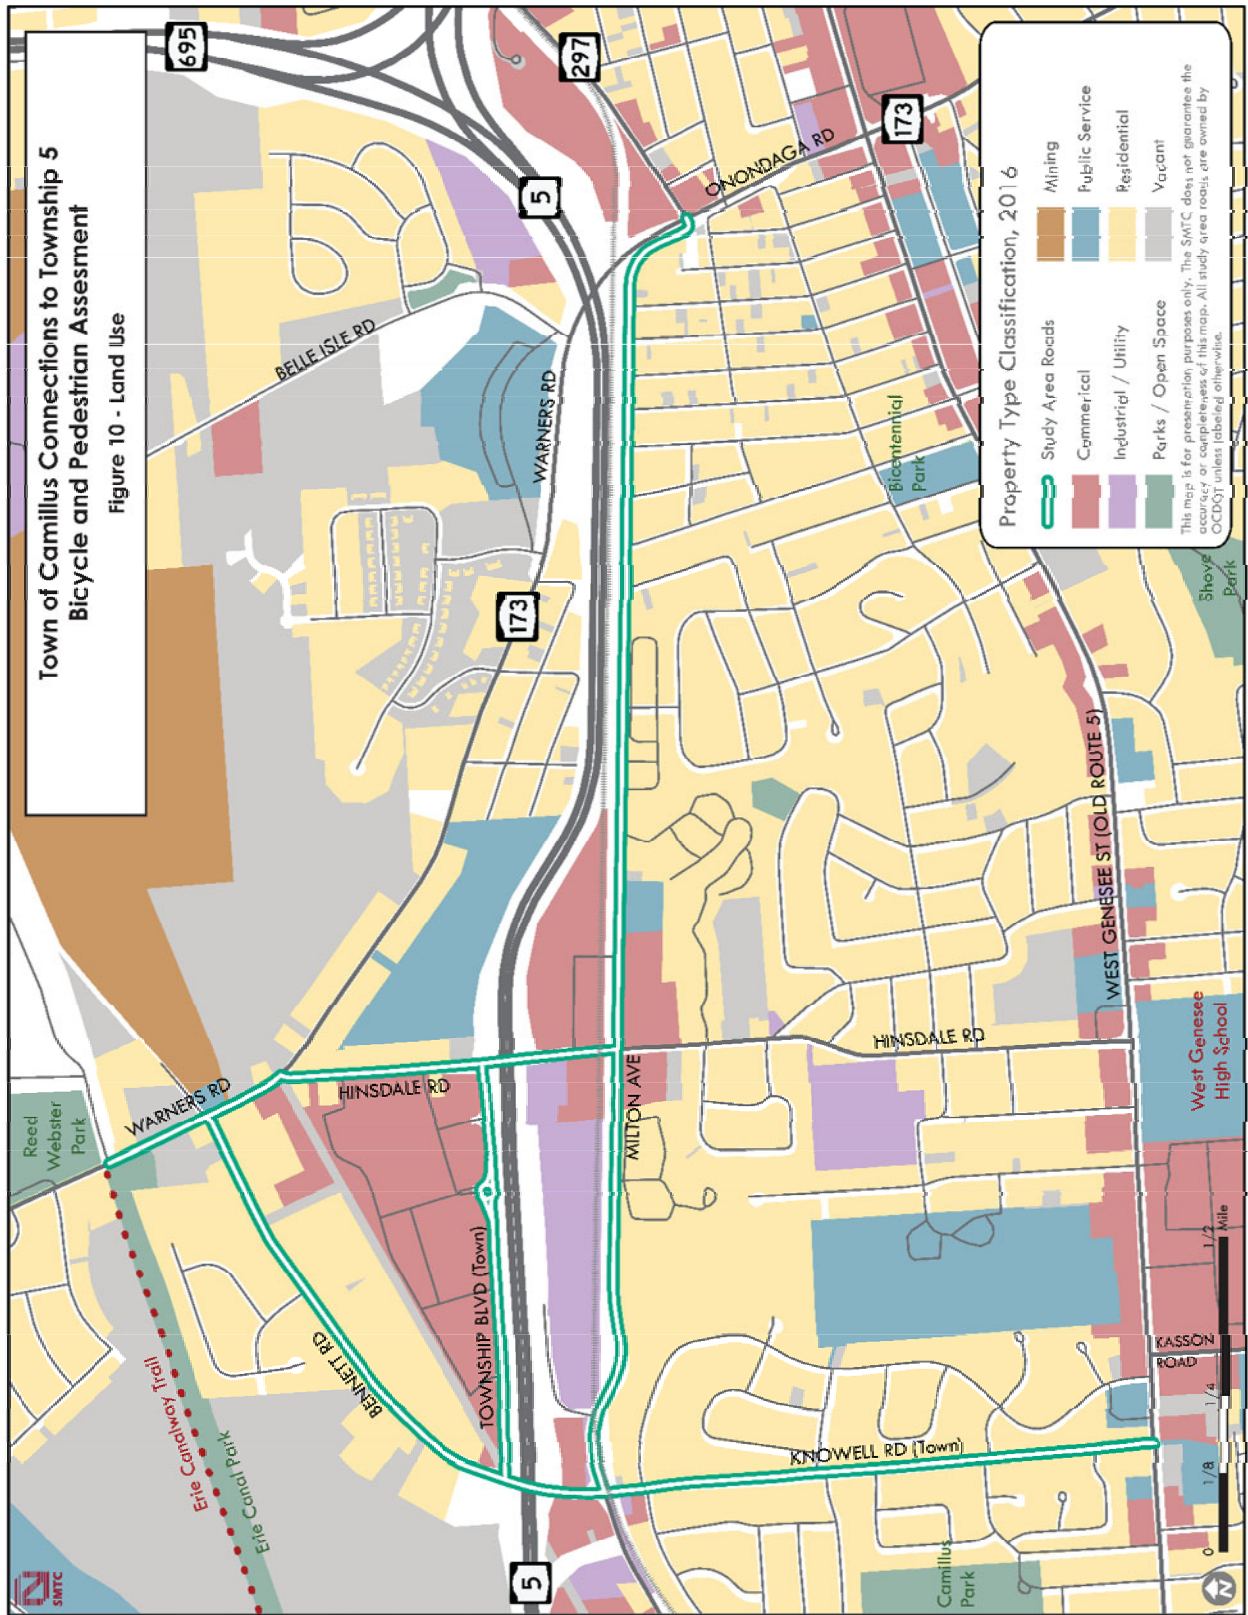 Town of Camillus Connections to Township 5
Bicycle and Pedestrian Assesment
Figure 10 - Land Use
695
297
5
173
173
5
BELLE ISLE RD
WARNERS RD
ONONDAGA RD
Bicentennial
Park
Shove
Park
Reed
Webster
Park
WARNERS RD
HINSDALE RD
HINSDALE RD
MILTON AVE
WEST GENESEE ST (OLD ROUTE 5)
West Genesee
High School
Erie Canalway Trail
Erie Canal Park
BENNETT RD
TOWNSHIP BLVD (Town)
KNOWELL RD (Town)
KASSON
ROAD
Camillus
Park
SMTC
Property Type Classification, 2016
Study Area Roads
Commerical
Industrial / Utility
Parks / Open Space
Mining
Public Service
Residential
Vacant
This map is for presentation purposes only. The SMTC does not guarantee the
accuracy or completeness of this map. All study area roads are owned by
OCDOT unless labeled otherwise.
0 1/8 1/4 1/2
Mile
N